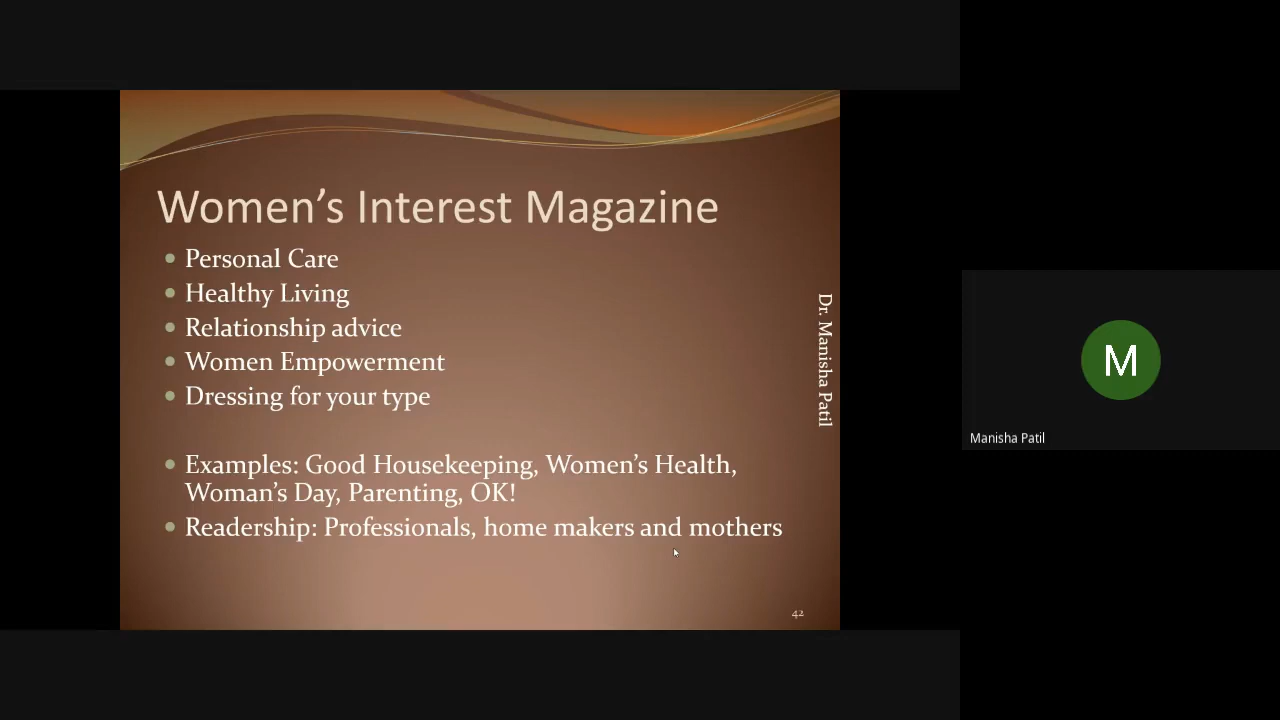 Women's Interest Magazine
Personal Care
Healthy Living
Relationship advice
Women Empowerment
Dressing for your type
Examples: Good Housekeeping, Women's Health,
Woman's Day, Parenting, OK!
Readership: Professionals, home makers and mothers
Dr. Manisha Patil
42
M
Manisha Patil